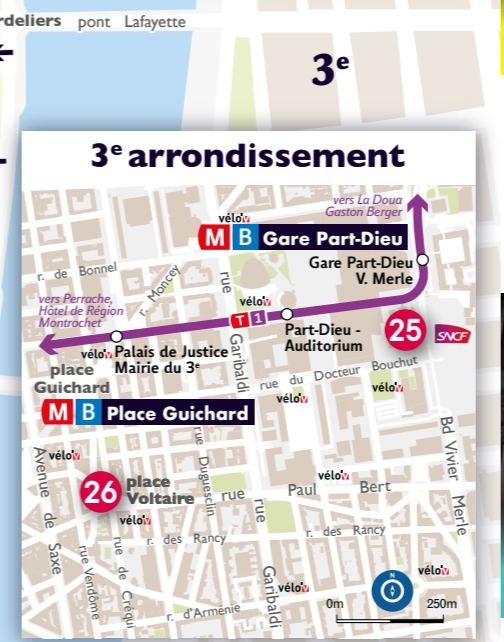 rdeliers pont Lafayette
3e
3e arrondissement
vers La Doua
Gaston Berger
vélo'v
M B Gare Part-Dieu
Gare Part-Dieu
V. Merle
r. de Bonnel
r. Moncey
rue
Garibaldi
vers Perrache,
Hôtel de Région
Montrochet
vélo'v
T 1
Part-Dieu -
Auditorium
25
SNCF
vélo'v
Palais de Justice
Mairie du 3e
place
Guichard
rue du Docteur Bouchut
vélo'v
vélo'v
M B Place Guichard
Bd Vivier Merle
Avenue de Saxe
vélo'v
rue Duguesclin
26
place
Voltaire
vélo'v
rue Paul Bert
vélo'v
rue Garibaldi
r. des Rancy
r. des Rancy
rue Vendôme
rue de Créqui
vélo'v
vélo'v
N
r. d'Armenie
0m 250m